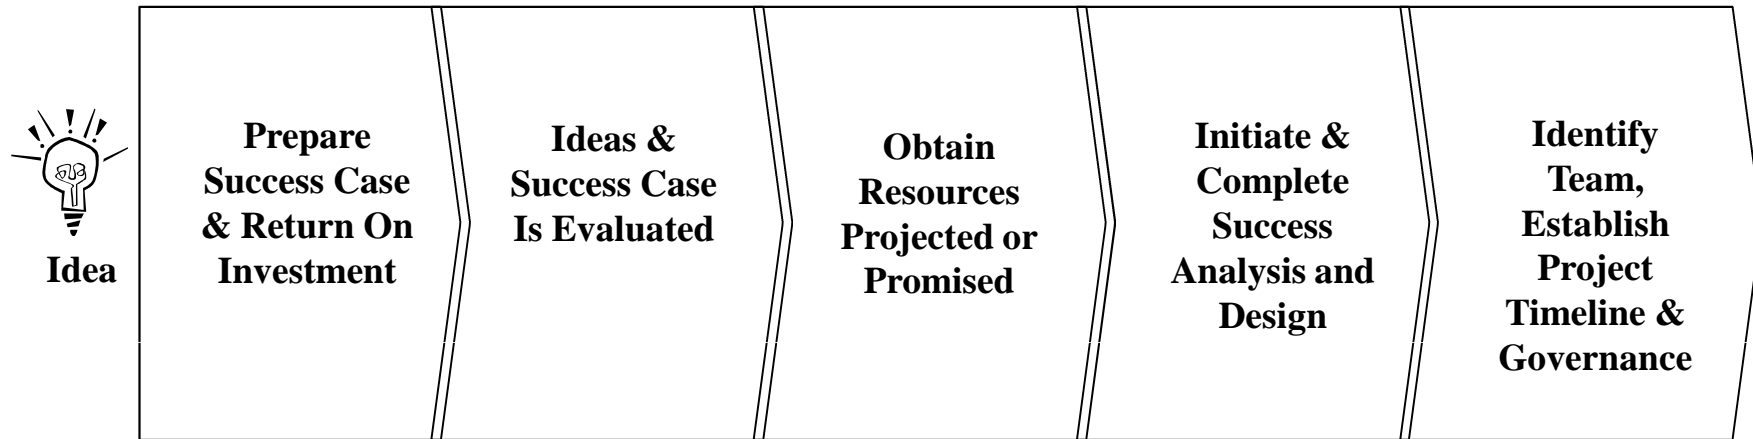 Idea
Prepare
Success Case
& Return On
Investment
Ideas &
Success Case
Is Evaluated
Obtain
Resources
Projected or
Promised
Initiate &
Complete
Success
Analysis and
Design
Identify
Team,
Establish
Project
Timeline &
Governance